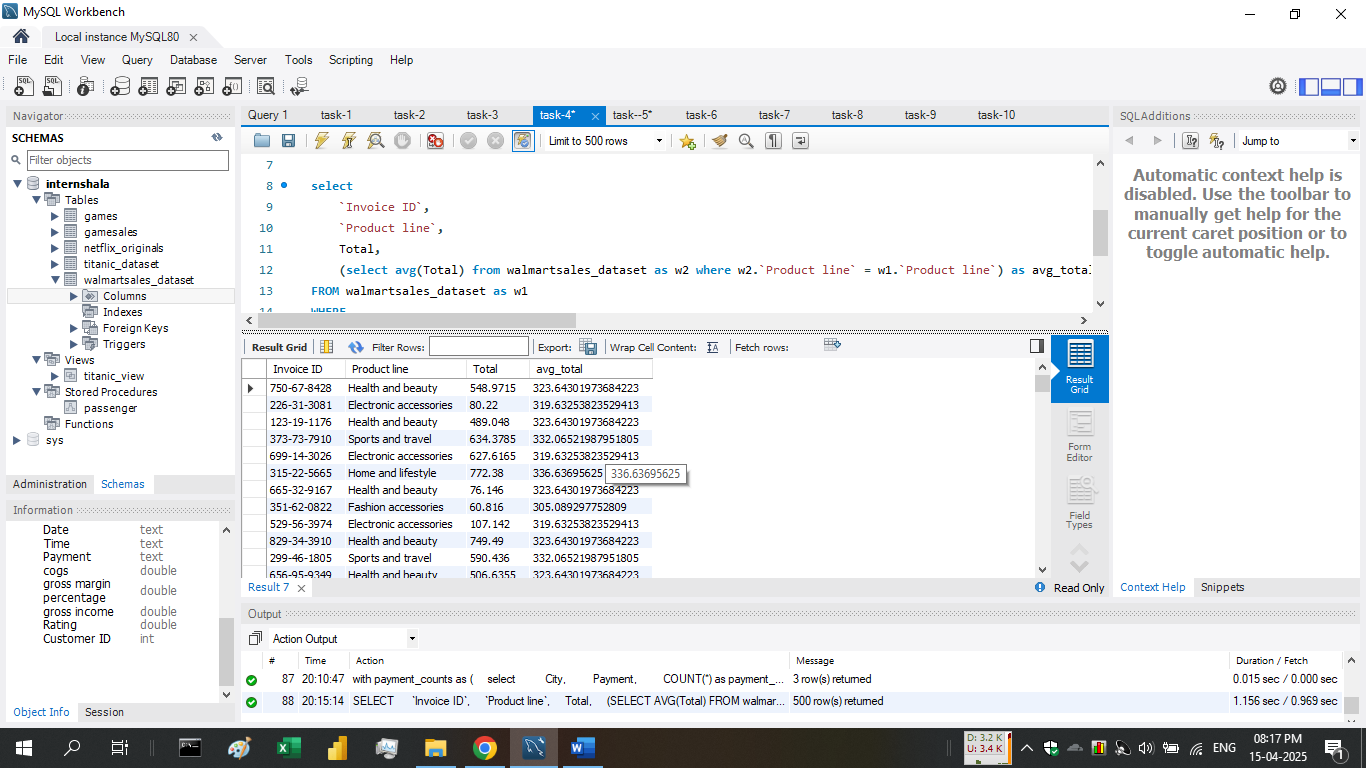 MySQL Workbench
Local instance MySQL80
File Edit View Query Database Server Tools Scripting Help
Navigator
SCHEMAS
Filter objects
internshala
Tables
games
gamesales
netflix_originals
titanic_dataset
walmartsales_dataset
Columns
Indexes
Foreign Keys
Triggers
Views
titanic_view
Stored Procedures
passenger
Functions
sys
Administration Schemas
Information
Date text
Time text
Payment text
cogs double
gross margin percentage double
gross income double
Rating double
Customer ID int
Object Info Session
Query 1 task-1 task-2 task-3 task-4* task--5* task-6 task-7 task-8 task-9 task-10
Limit to 500 rows
7
8 select
9 `Invoice ID`,
10 `Product line`,
11 Total,
12 (select avg(Total) from walmartsales_dataset as w2 where w2.`Product line` = w1.`Product line`) as avg_total
13 FROM walmartsales_dataset as w1
14 WHERE
Result Grid Filter Rows: Export: Wrap Cell Content: Fetch rows:
Invoice ID Product line Total avg_total
750-67-8428 Health and beauty 548.9715 323.64301973684223
226-31-3081 Electronic accessories 80.22 319.63253823529413
123-19-1176 Health and beauty 489.048 323.64301973684223
373-73-7910 Sports and travel 634.3785 332.06521987951805
699-14-3026 Electronic accessories 627.6165 319.63253823529413
315-22-5665 Home and lifestyle 772.38 336.63695625 336.63695625
665-32-9167 Health and beauty 76.146 323.64301973684223
351-62-0822 Fashion accessories 60.816 305.089297752809
529-56-3974 Electronic accessories 107.142 319.63253823529413
829-34-3910 Health and beauty 749.49 323.64301973684223
299-46-1805 Sports and travel 590.436 332.06521987951805
656-95-9349 Health and beauty 506.6355 323.64301973684223
Result Grid
Form Editor
Field Types
Result 7 Read Only
SQLAdditions
Jump to
Automatic context help is
disabled. Use the toolbar to
manually get help for the
current caret position or to
toggle automatic help.
Context Help Snippets
Output
Action Output
# Time Action Message Duration / Fetch
87 20:10:47 with payment_counts as ( select City, Payment, COUNT(*) as payment_... 3 row(s) returned 0.015 sec / 0.000 sec
88 20:15:14 SELECT `Invoice ID`, `Product line`, Total, (SELECT AVG(Total) FROM walmar... 500 row(s) returned 1.156 sec / 0.969 sec
D: 3.2 K
U: 3.4 K
ENG
08:17 PM
15-04-2025
1